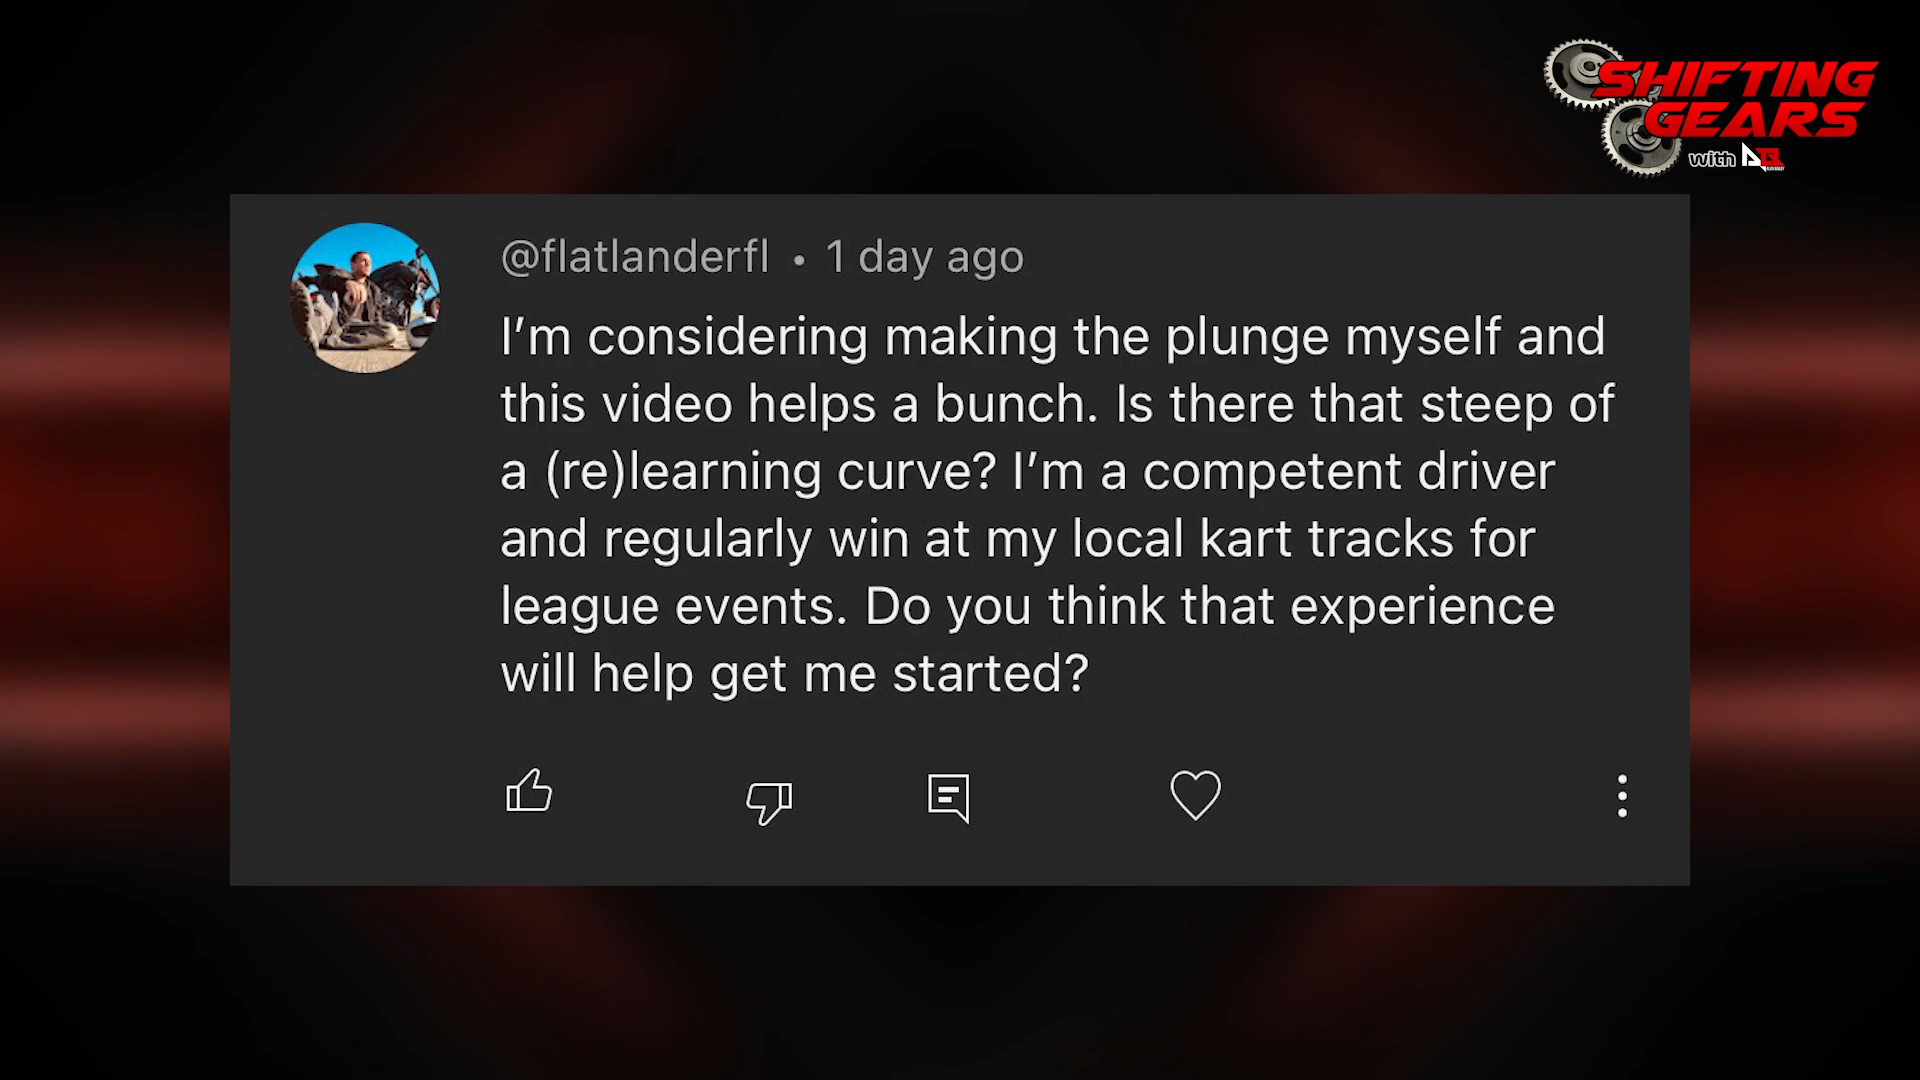 SHIFTING
GEARS
with
@flatlanderfl • 1 day ago
I’m considering making the plunge myself and
this video helps a bunch. Is there that steep of
a (re)learning curve? I’m a competent driver
and regularly win at my local kart tracks for
league events. Do you think that experience
will help get me started?